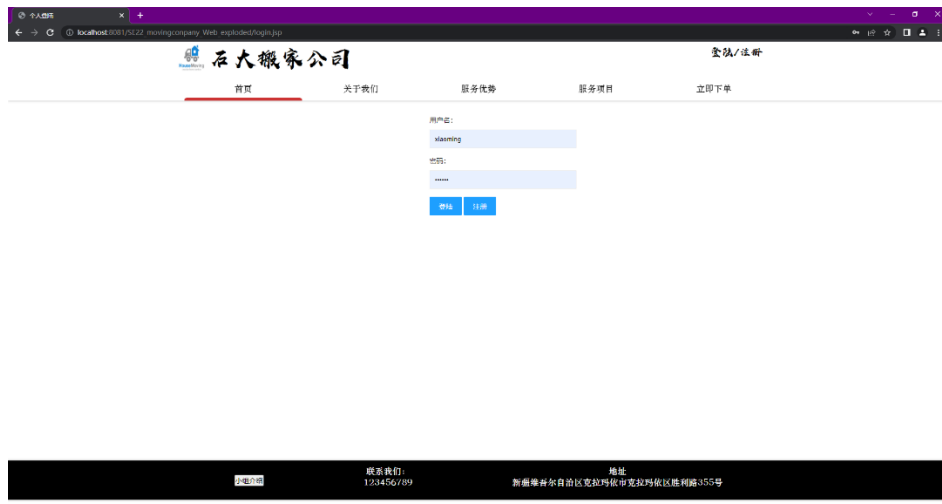 个人登陆
localhost:8081/5122_movingconpany_Web_exploded/login.jsp
HouseMoving
石大搬家公司
登陆/注册
首页 关于我们 服务优势 服务项目 立即下单
用户名:
xiaoming
密码:
••••••
登陆 注册
小组介绍
联系我们:
123456789
地址
新疆维吾尔自治区克拉玛依市克拉玛依区胜利路355号